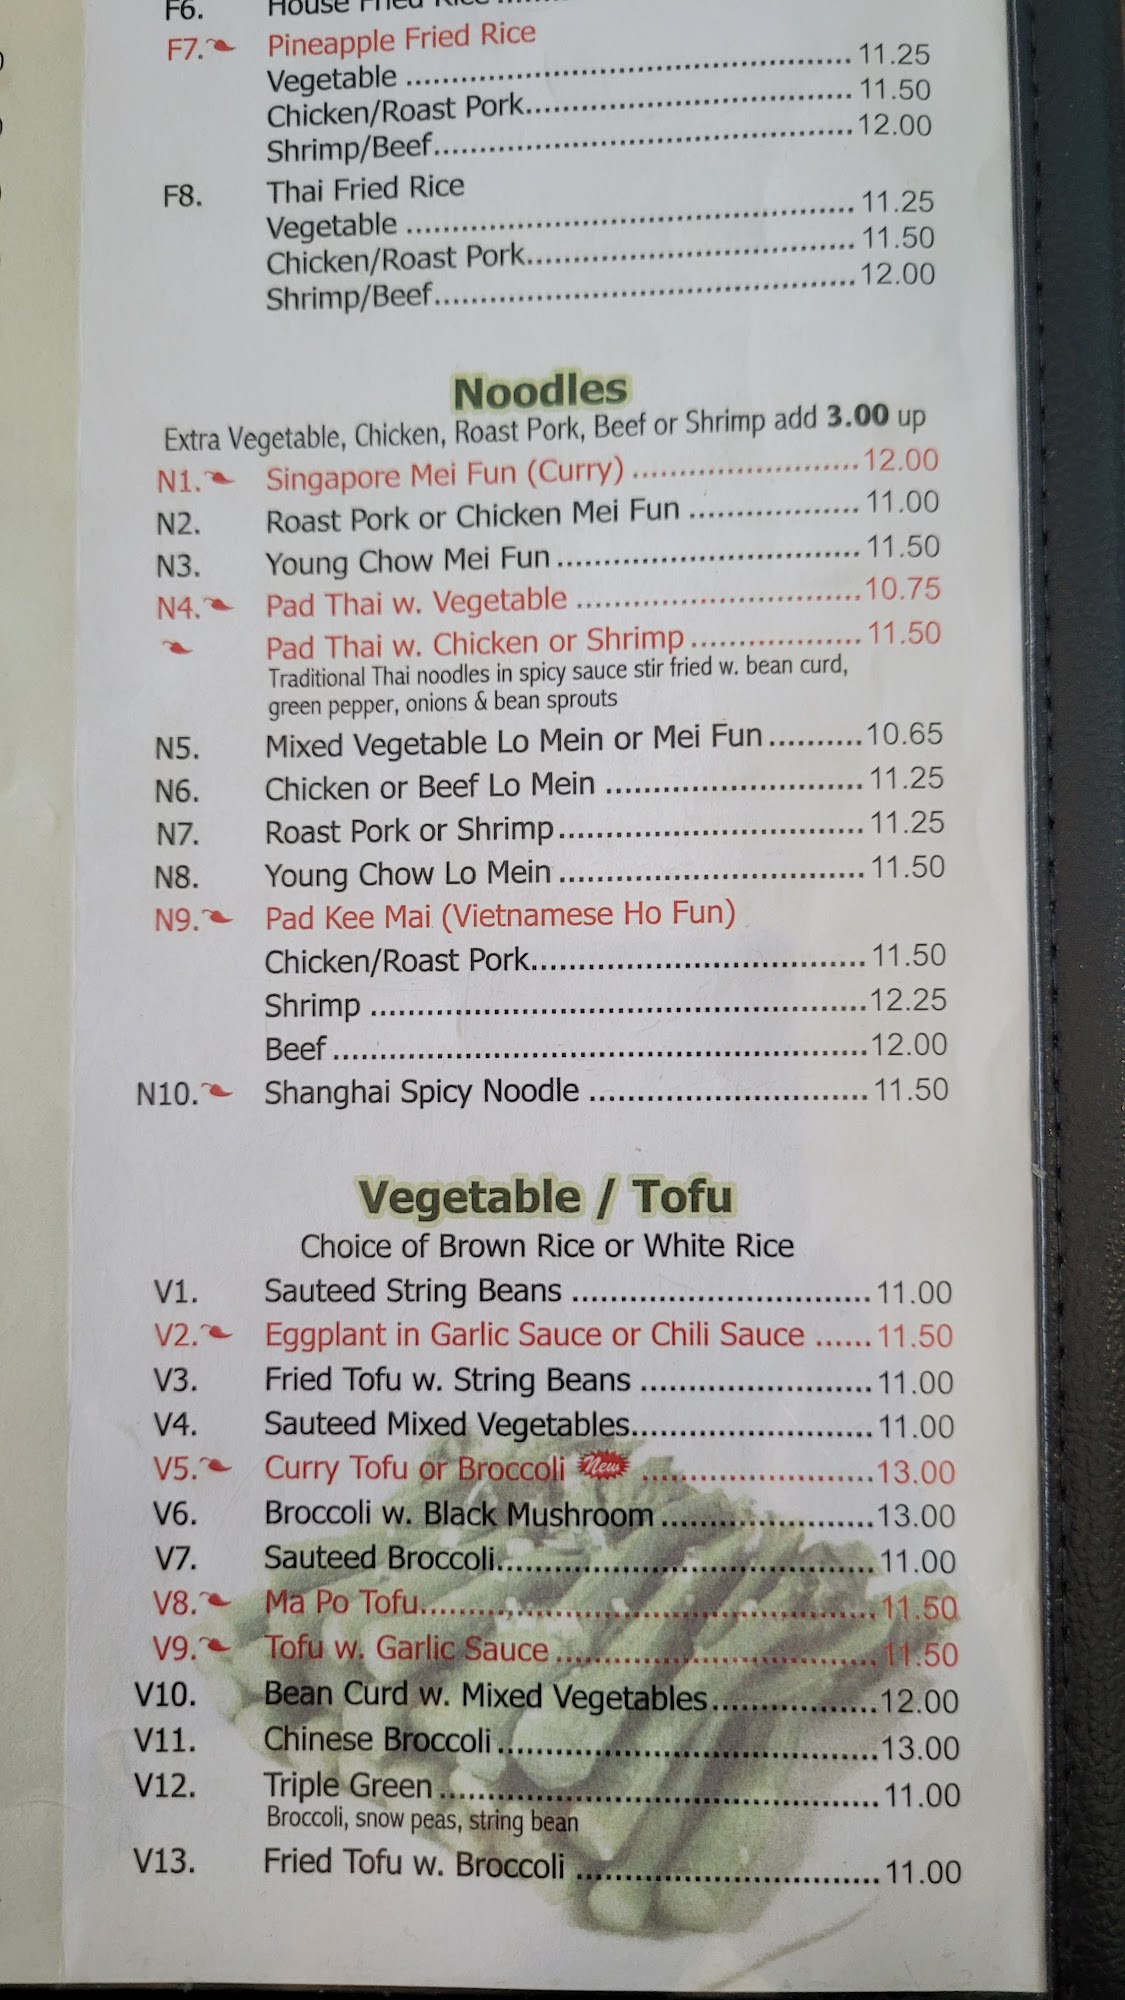 F6. House Fried Rice
F7. Pineapple Fried Rice
Vegetable ................................................ 11.25
Chicken/Roast Pork.................................... 11.50
Shrimp/Beef..............................................12.00
F8. Thai Fried Rice
Vegetable ................................................ 11.25
Chicken/Roast Pork.................................... 11.50
Shrimp/Beef..............................................12.00
Noodles
Extra Vegetable, Chicken, Roast Pork, Beef or Shrimp add 3.00 up
N1. Singapore Mei Fun (Curry) ........................12.00
N2. Roast Pork or Chicken Mei Fun .................. 11.00
N3. Young Chow Mei Fun ................................ 11.50
N4. Pad Thai w. Vegetable ..............................10.75
Pad Thai w. Chicken or Shrimp .................. 11.50
Traditional Thai noodles in spicy sauce stir fried w. bean curd,
green pepper, onions & bean sprouts
N5. Mixed Vegetable Lo Mein or Mei Fun ..........10.65
N6. Chicken or Beef Lo Mein ........................... 11.25
N7. Roast Pork or Shrimp................................ 11.25
N8. Young Chow Lo Mein ................................ 11.50
N9. Pad Kee Mai (Vietnamese Ho Fun)
Chicken/Roast Pork.................................... 11.50
Shrimp .....................................................12.25
Beef .........................................................12.00
N10. Shanghai Spicy Noodle .............................. 11.50
Vegetable / Tofu
Choice of Brown Rice or White Rice
V1. Sauteed String Beans ................................ 11.00
V2. Eggplant in Garlic Sauce or Chili Sauce ...... 11.50
V3. Fried Tofu w. String Beans ......................... 11.00
V4. Sauteed Mixed Vegetables.......................... 11.00
V5. Curry Tofu or Broccoli New .........................13.00
V6. Broccoli w. Black Mushroom .......................13.00
V7. Sauteed Broccoli........................................ 11.00
V8. Ma Po Tofu................................................ 11.50
V9. Tofu w. Garlic Sauce .................................. 11.50
V10. Bean Curd w. Mixed Vegetables..................12.00
V11. Chinese Broccoli.........................................13.00
V12. Triple Green .............................................. 11.00
Broccoli, snow peas, string bean
V13. Fried Tofu w. Broccoli ................................ 11.00